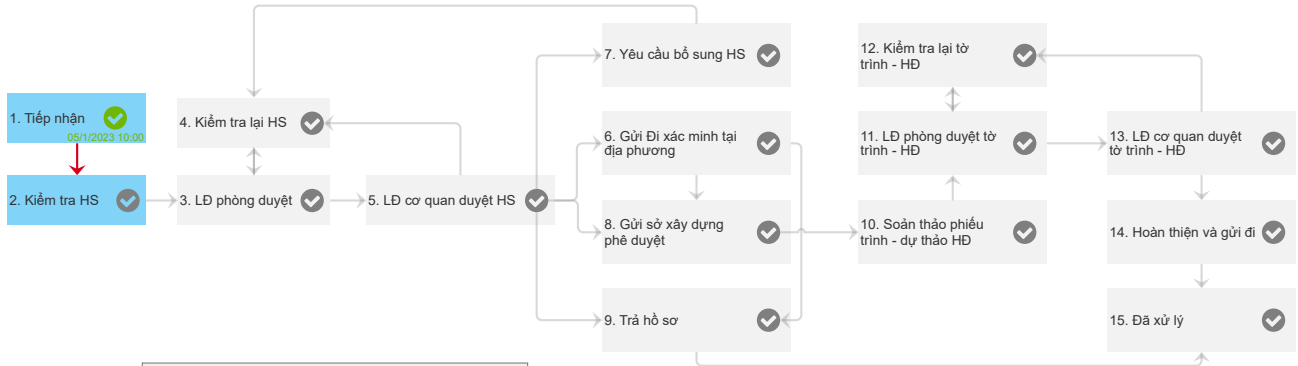 1. Tiếp nhận
05/1/2023 10:00
2. Kiểm tra HS
4. Kiểm tra lại HS
3. LĐ phòng duyệt
5. LĐ cơ quan duyệt HS
7. Yêu cầu bổ sung HS
6. Gửi Đi xác minh tại
địa phương
8. Gửi sở xây dựng
phê duyệt
9. Trả hồ sơ
12. Kiểm tra lại tờ
trình - HĐ
11. LĐ phòng duyệt tờ
trình - HĐ
10. Soản thảo phiếu
trình - dự thảo HĐ
13. LĐ cơ quan duyệt
tờ trình - HĐ
14. Hoàn thiện và gửi đi
15. Đã xử lý